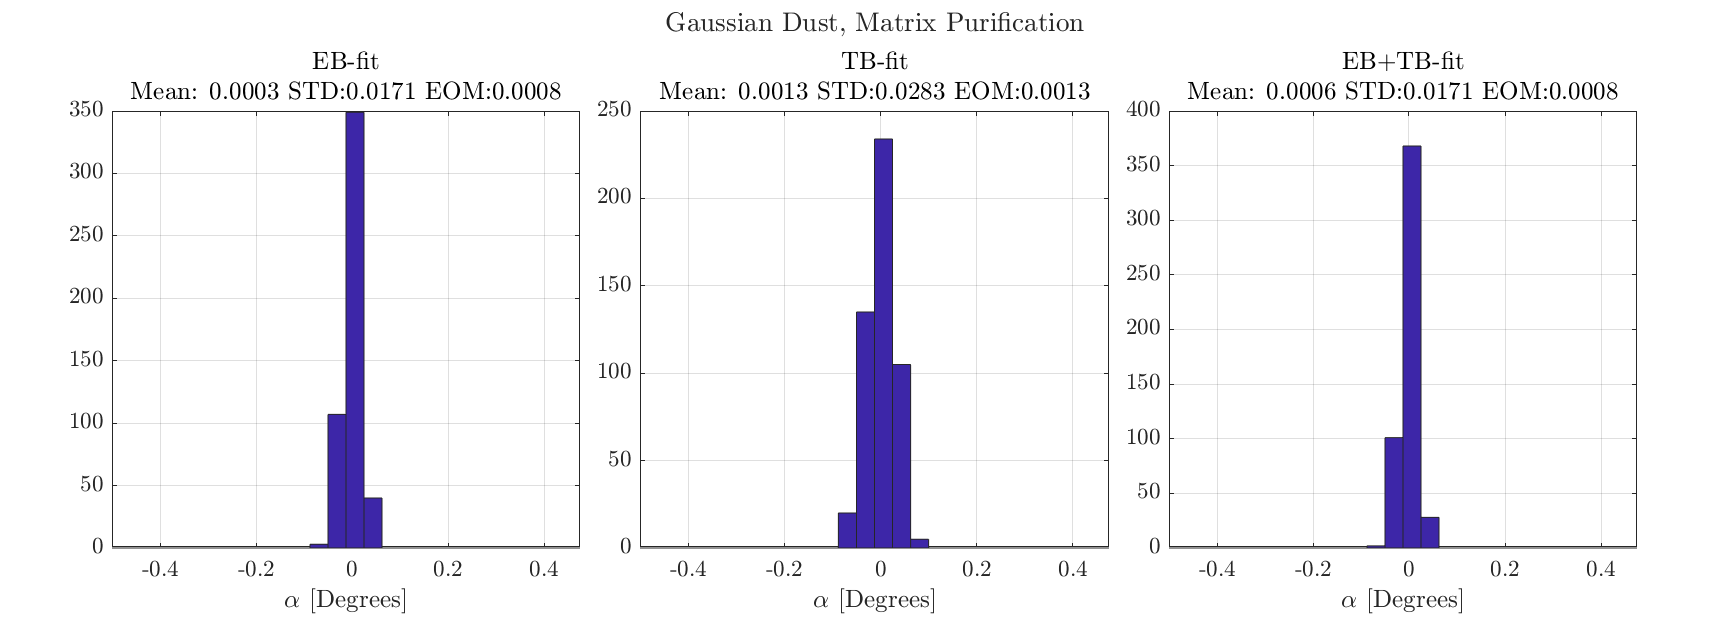 Gaussian Dust, Matrix Purification
EB-fit
Mean: 0.0003 STD:0.0171 EOM:0.0008
350
300
250
200
150
100
50
0
-0.4 -0.2 0 0.2 0.4
α [Degrees]
TB-fit
Mean: 0.0013 STD:0.0283 EOM:0.0013
250
200
150
100
50
0
-0.4 -0.2 0 0.2 0.4
α [Degrees]
EB+TB-fit
Mean: 0.0006 STD:0.0171 EOM:0.0008
400
350
300
250
200
150
100
50
0
-0.4 -0.2 0 0.2 0.4
α [Degrees]